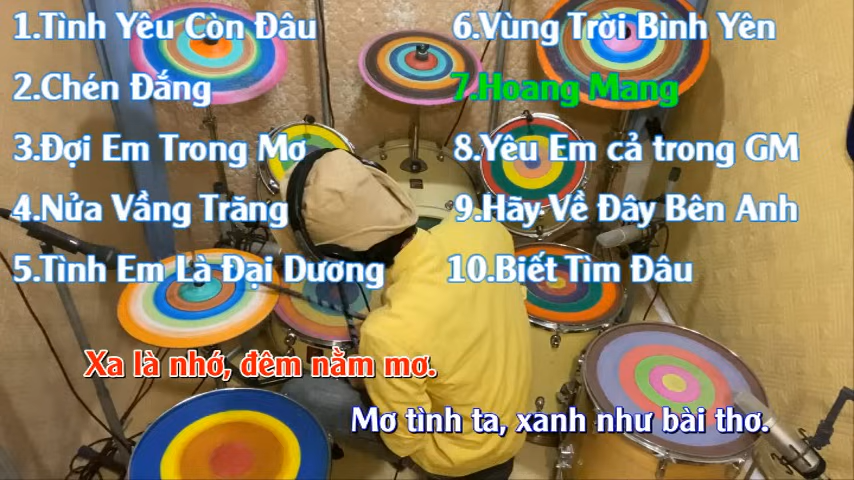 1.Tình Yêu Còn Đâu
2.Chén Đắng
3.Đợi Em Trong Mơ
4.Nửa Vầng Trăng
5.Tình Em Là Đại Dương
6.Vùng Trời Bình Yên
7.Hoang Mang
8.Yêu Em cả trong GM
9.Hãy Về Đây Bên Anh
10.Biết Tìm Đâu
Xa là nhớ, đêm nằm mơ.
Mơ tình ta, xanh như bài thơ.